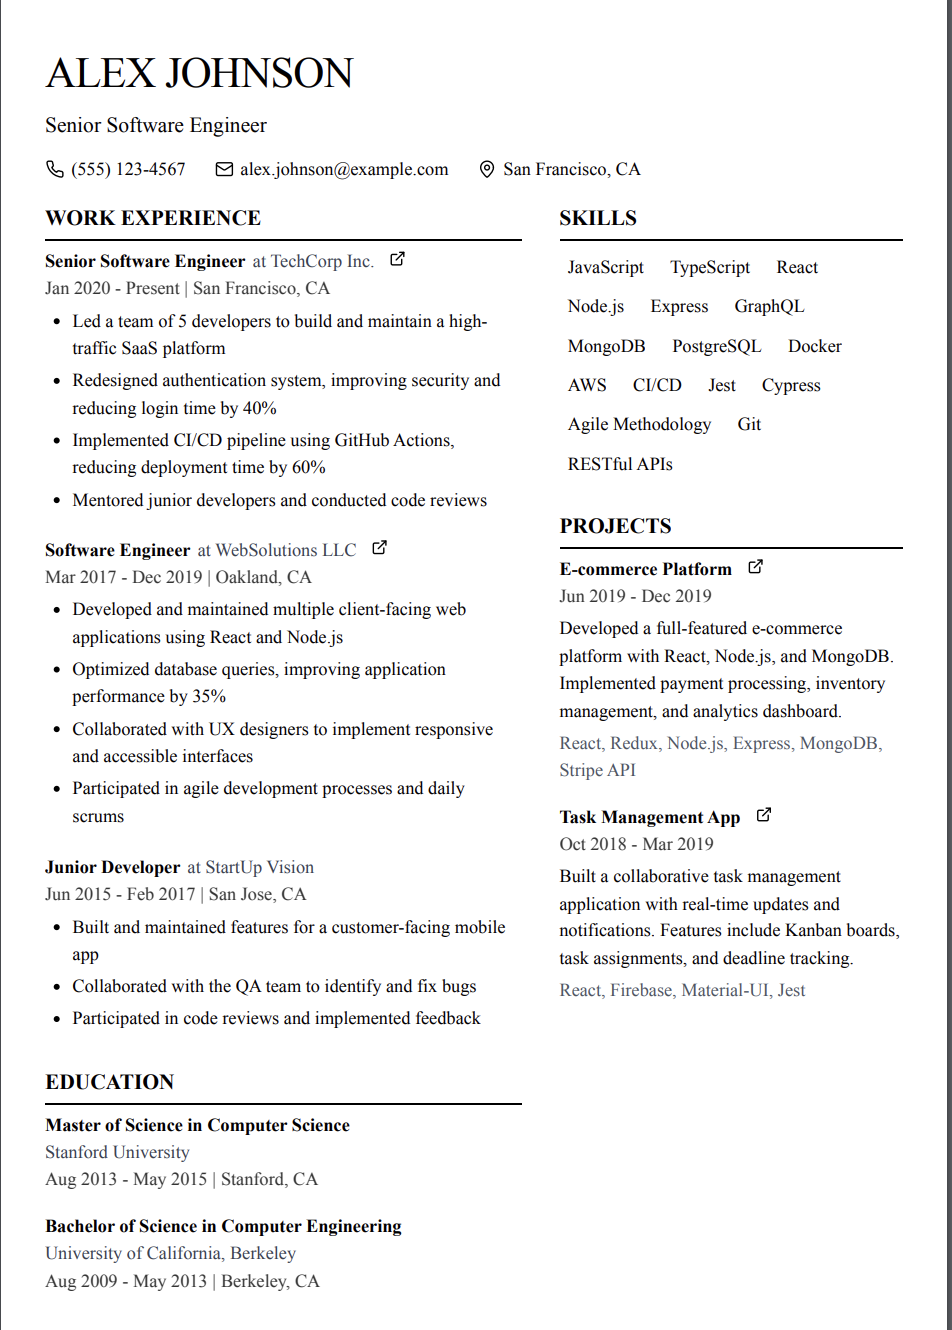 ALEX JOHNSON
Senior Software Engineer
(555) 123-4567 alex.johnson@example.com San Francisco, CA
WORK EXPERIENCE
Senior Software Engineer at TechCorp Inc.
Jan 2020 - Present | San Francisco, CA
• Led a team of 5 developers to build and maintain a high-
traffic SaaS platform
• Redesigned authentication system, improving security and
reducing login time by 40%
• Implemented CI/CD pipeline using GitHub Actions,
reducing deployment time by 60%
• Mentored junior developers and conducted code reviews
Software Engineer at WebSolutions LLC
Mar 2017 - Dec 2019 | Oakland, CA
• Developed and maintained multiple client-facing web
applications using React and Node.js
• Optimized database queries, improving application
performance by 35%
• Collaborated with UX designers to implement responsive
and accessible interfaces
• Participated in agile development processes and daily
scrums
Junior Developer at StartUp Vision
Jun 2015 - Feb 2017 | San Jose, CA
• Built and maintained features for a customer-facing mobile
app
• Collaborated with the QA team to identify and fix bugs
• Participated in code reviews and implemented feedback
EDUCATION
Master of Science in Computer Science
Stanford University
Aug 2013 - May 2015 | Stanford, CA
Bachelor of Science in Computer Engineering
University of California, Berkeley
Aug 2009 - May 2013 | Berkeley, CA
SKILLS
JavaScript TypeScript React
Node.js Express GraphQL
MongoDB PostgreSQL Docker
AWS CI/CD Jest Cypress
Agile Methodology Git
RESTful APIs
PROJECTS
E-commerce Platform
Jun 2019 - Dec 2019
Developed a full-featured e-commerce
platform with React, Node.js, and MongoDB.
Implemented payment processing, inventory
management, and analytics dashboard.
React, Redux, Node.js, Express, MongoDB,
Stripe API
Task Management App
Oct 2018 - Mar 2019
Built a collaborative task management
application with real-time updates and
notifications. Features include Kanban boards,
task assignments, and deadline tracking.
React, Firebase, Material-UI, Jest